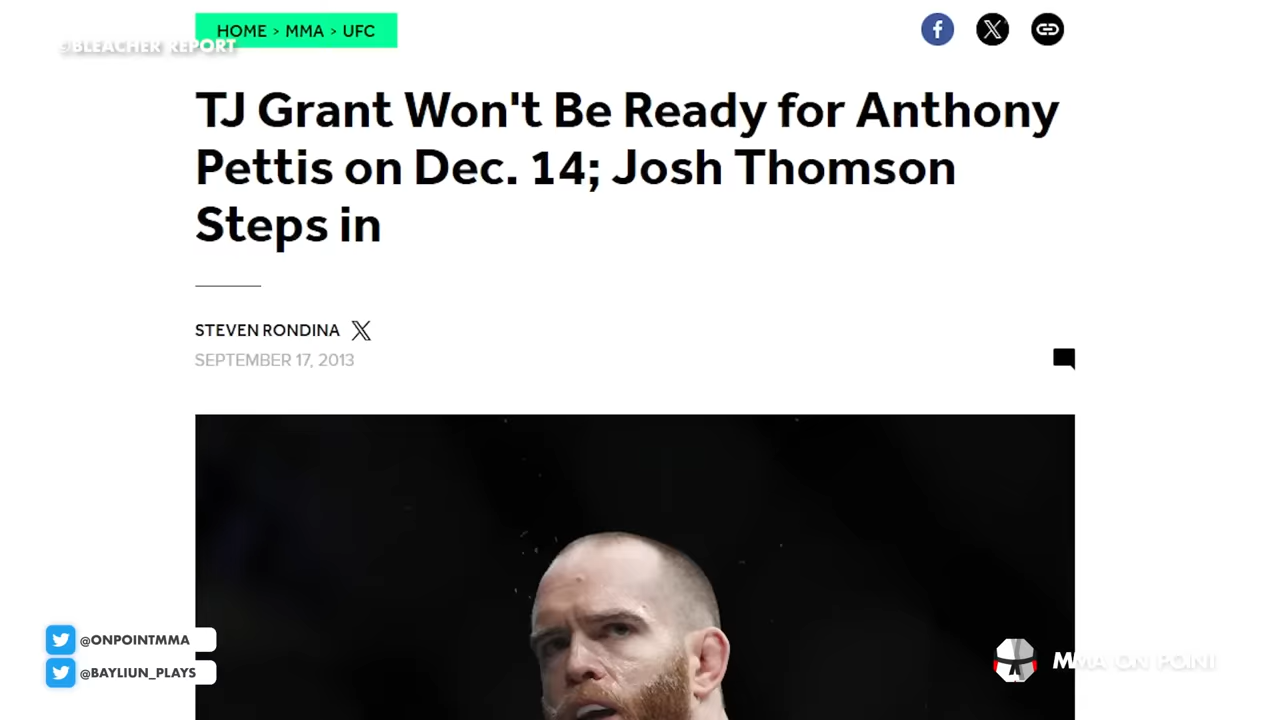 HOME > MMA > UFC
©BLEACHER REPORT
TJ Grant Won't Be Ready for Anthony
Pettis on Dec. 14; Josh Thomson
Steps in
STEVEN RONDINA
SEPTEMBER 17, 2013
@ONPOINTMMA
@BAYLIUN_PLAYS
MMA ON POINT